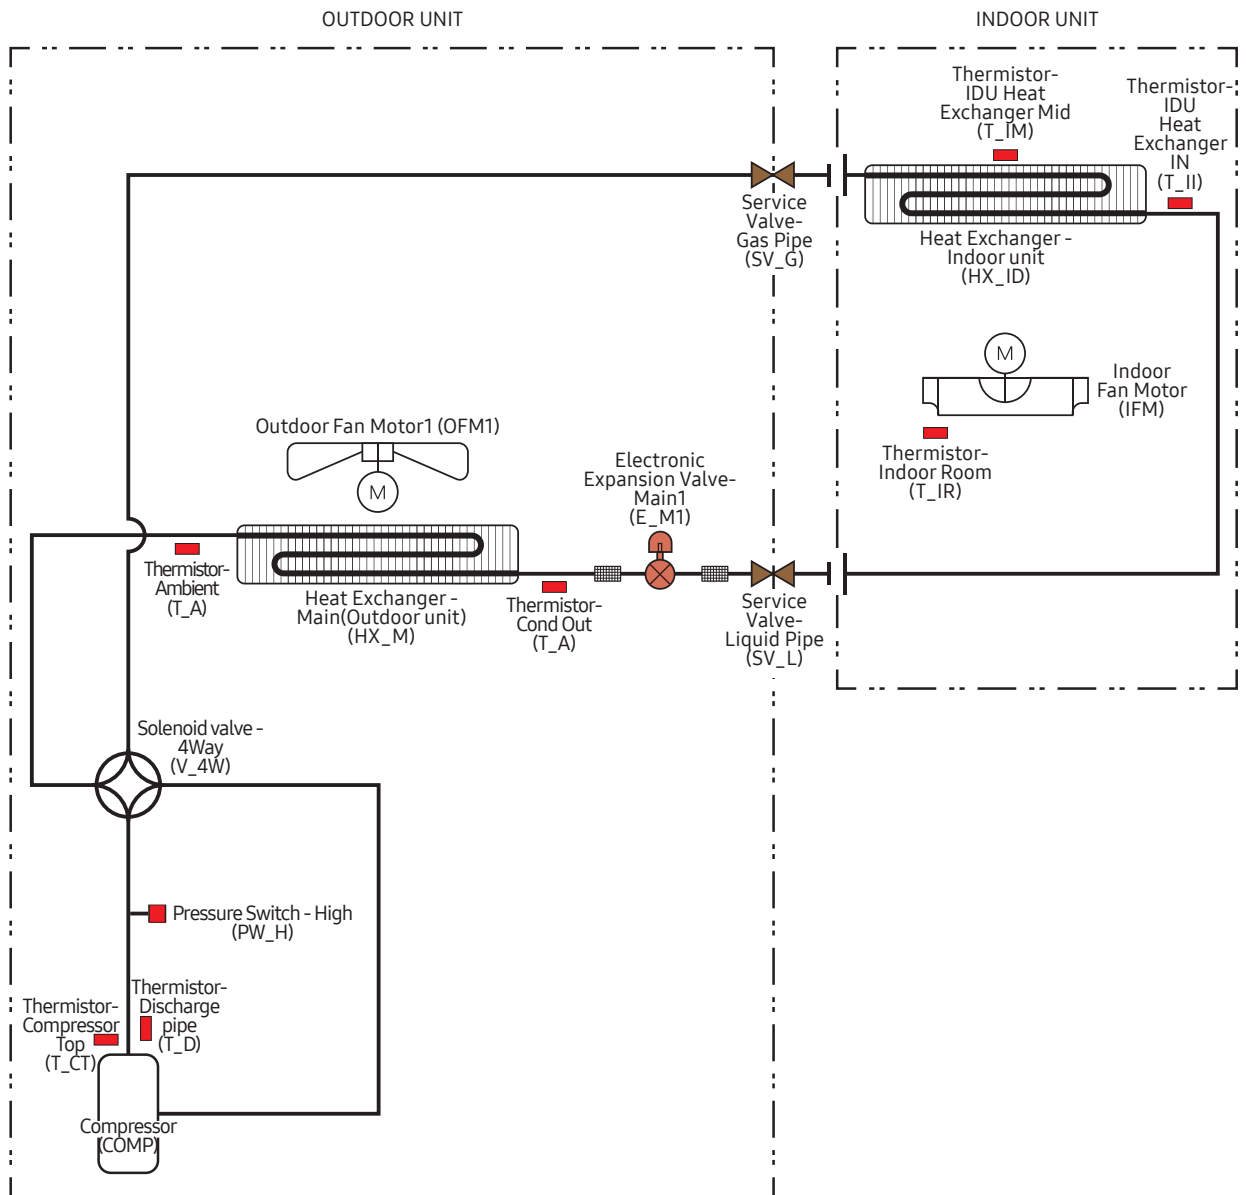 OUTDOOR UNIT
INDOOR UNIT
Thermistor-
IDU Heat
Exchanger Mid
(T_IM)
Thermistor-
IDU
Heat
Exchanger
IN
(T_II)
Service
Valve-
Gas Pipe
(SV_G)
Heat Exchanger -
Indoor unit
(HX_ID)
M
Indoor
Fan Motor
(IFM)
Thermistor-
Indoor Room
(T_IR)
Outdoor Fan Motor1 (OFM1)
M
Electronic
Expansion Valve-
Main1
(E_M1)
Thermistor-
Ambient
(T_A)
Heat Exchanger -
Main(Outdoor unit)
(HX_M)
Thermistor-
Cond Out
(T_A)
Service
Valve-
Liquid Pipe
(SV_L)
Solenoid valve -
4Way
(V_4W)
Pressure Switch - High
(PW_H)
Thermistor-
Compressor
Top
(T_CT)
Thermistor-
Discharge
pipe
(T_D)
Compressor
(COMP)